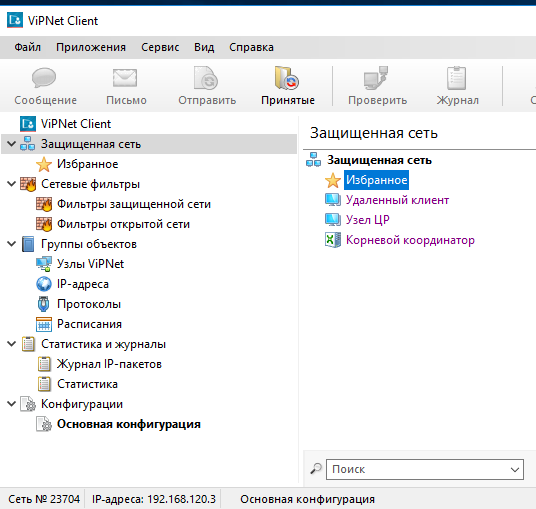 ViPNet Client
Файл Приложения Сервис Вид Справка
Сообщение Письмо Отправить Принятые Проверить Журнал
ViPNet Client
Защищенная сеть
Избранное
Сетевые фильтры
Фильтры защищенной сети
Фильтры открытой сети
Группы объектов
Узлы ViPNet
IP-адреса
Протоколы
Расписания
Статистика и журналы
Журнал IP-пакетов
Статистика
Конфигурации
Основная конфигурация
Защищенная сеть
Защищенная сеть
Избранное
Удаленный клиент
Узел ЦР
Корневой координатор
Поиск
Сеть № 23704 IP-адреса: 192.168.120.3 Основная конфигурация